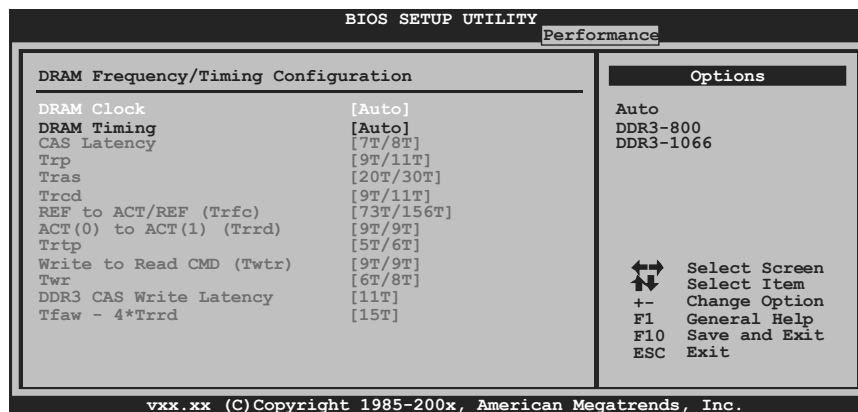 BIOS SETUP UTILITY
Performance
DRAM Frequency/Timing Configuration
DRAM Clock [Auto]
DRAM Timing [Auto]
CAS Latency [7T/8T]
Trp [9T/11T]
Tras [20T/30T]
Trcd [9T/11T]
REF to ACT/REF (Trfc) [73T/156T]
ACT(0) to ACT(1) (Trrd) [9T/9T]
Trtp [5T/6T]
Write to Read CMD (Twtr) [9T/9T]
Twr [6T/8T]
DDR3 CAS Write Latency [11T]
Tfaw - 4*Trrd [15T]
Options
Auto
DDR3-800
DDR3-1066
Select Screen
Select Item
+- Change Option
F1 General Help
F10 Save and Exit
ESC Exit
vxx.xx (C)Copyright 1985-200x, American Megatrends, Inc.